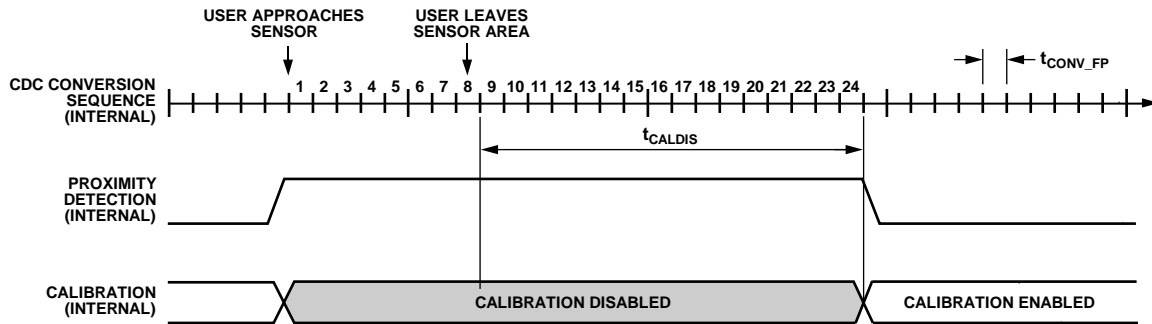 USER APPROACHES
SENSOR
USER LEAVES
SENSOR AREA
tCONV_FP
CDC CONVERSION
SEQUENCE
(INTERNAL)
1 2 3 4 5 6 7 8 9 10 11 12 13 14 15 16 17 18 19 20 21 22 23 24
tCALDIS
PROXIMITY
DETECTION
(INTERNAL)
CALIBRATION
(INTERNAL)
CALIBRATION DISABLED
CALIBRATION ENABLED